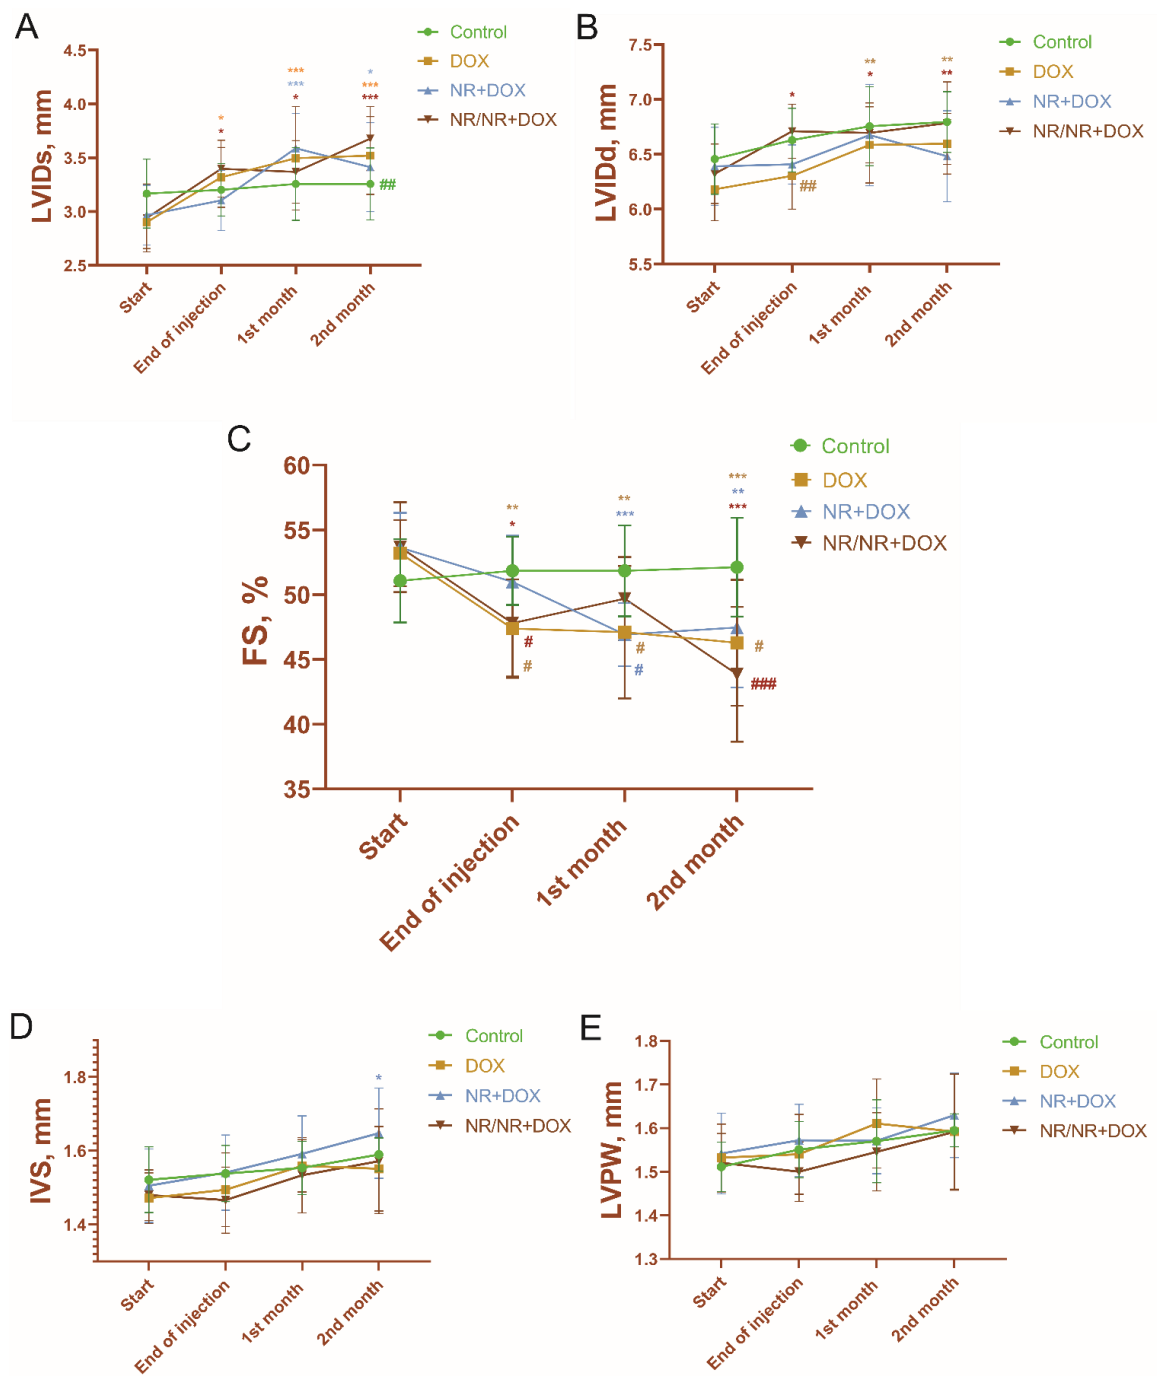 A
Control
DOX
NR+DOX
NR/NR+DOX
LVIDs, mm
4.5
4.0
3.5
3.0
2.5
*
*
***
***
*
*
***
***
##
Start
End of injection
1st month
2nd month
B
Control
DOX
NR+DOX
NR/NR+DOX
LVIDd, mm
7.5
7.0
6.5
6.0
5.5
*
##
**
*
**
**
Start
End of injection
1st month
2nd month
C
Control
DOX
NR+DOX
NR/NR+DOX
FS, %
60
55
50
45
40
35
**
*
#
#
**
***
#
#
***
**
***
#
###
Start
End of injection
1st month
2nd month
D
Control
DOX
NR+DOX
NR/NR+DOX
IVS, mm
1.8
1.6
1.4
*
Start
End of injection
1st month
2nd month
E
Control
DOX
NR+DOX
NR/NR+DOX
LVPW, mm
1.8
1.7
1.6
1.5
1.4
1.3
Start
End of injection
1st month
2nd month